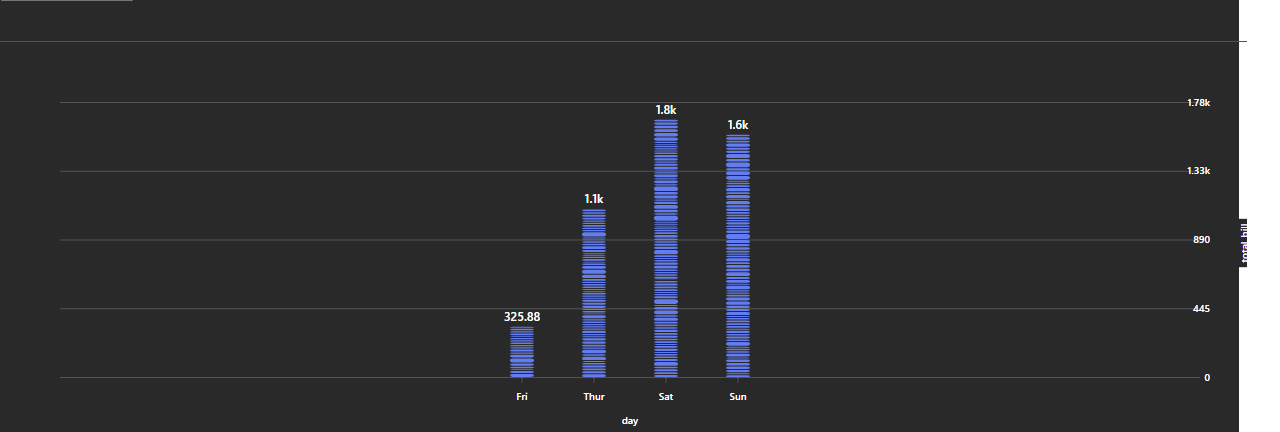 1.78k
1.8k
1.6k
1.33k
1.1k
890
total_bill
445
325.88
0
Fri
Thur
Sat
Sun
day